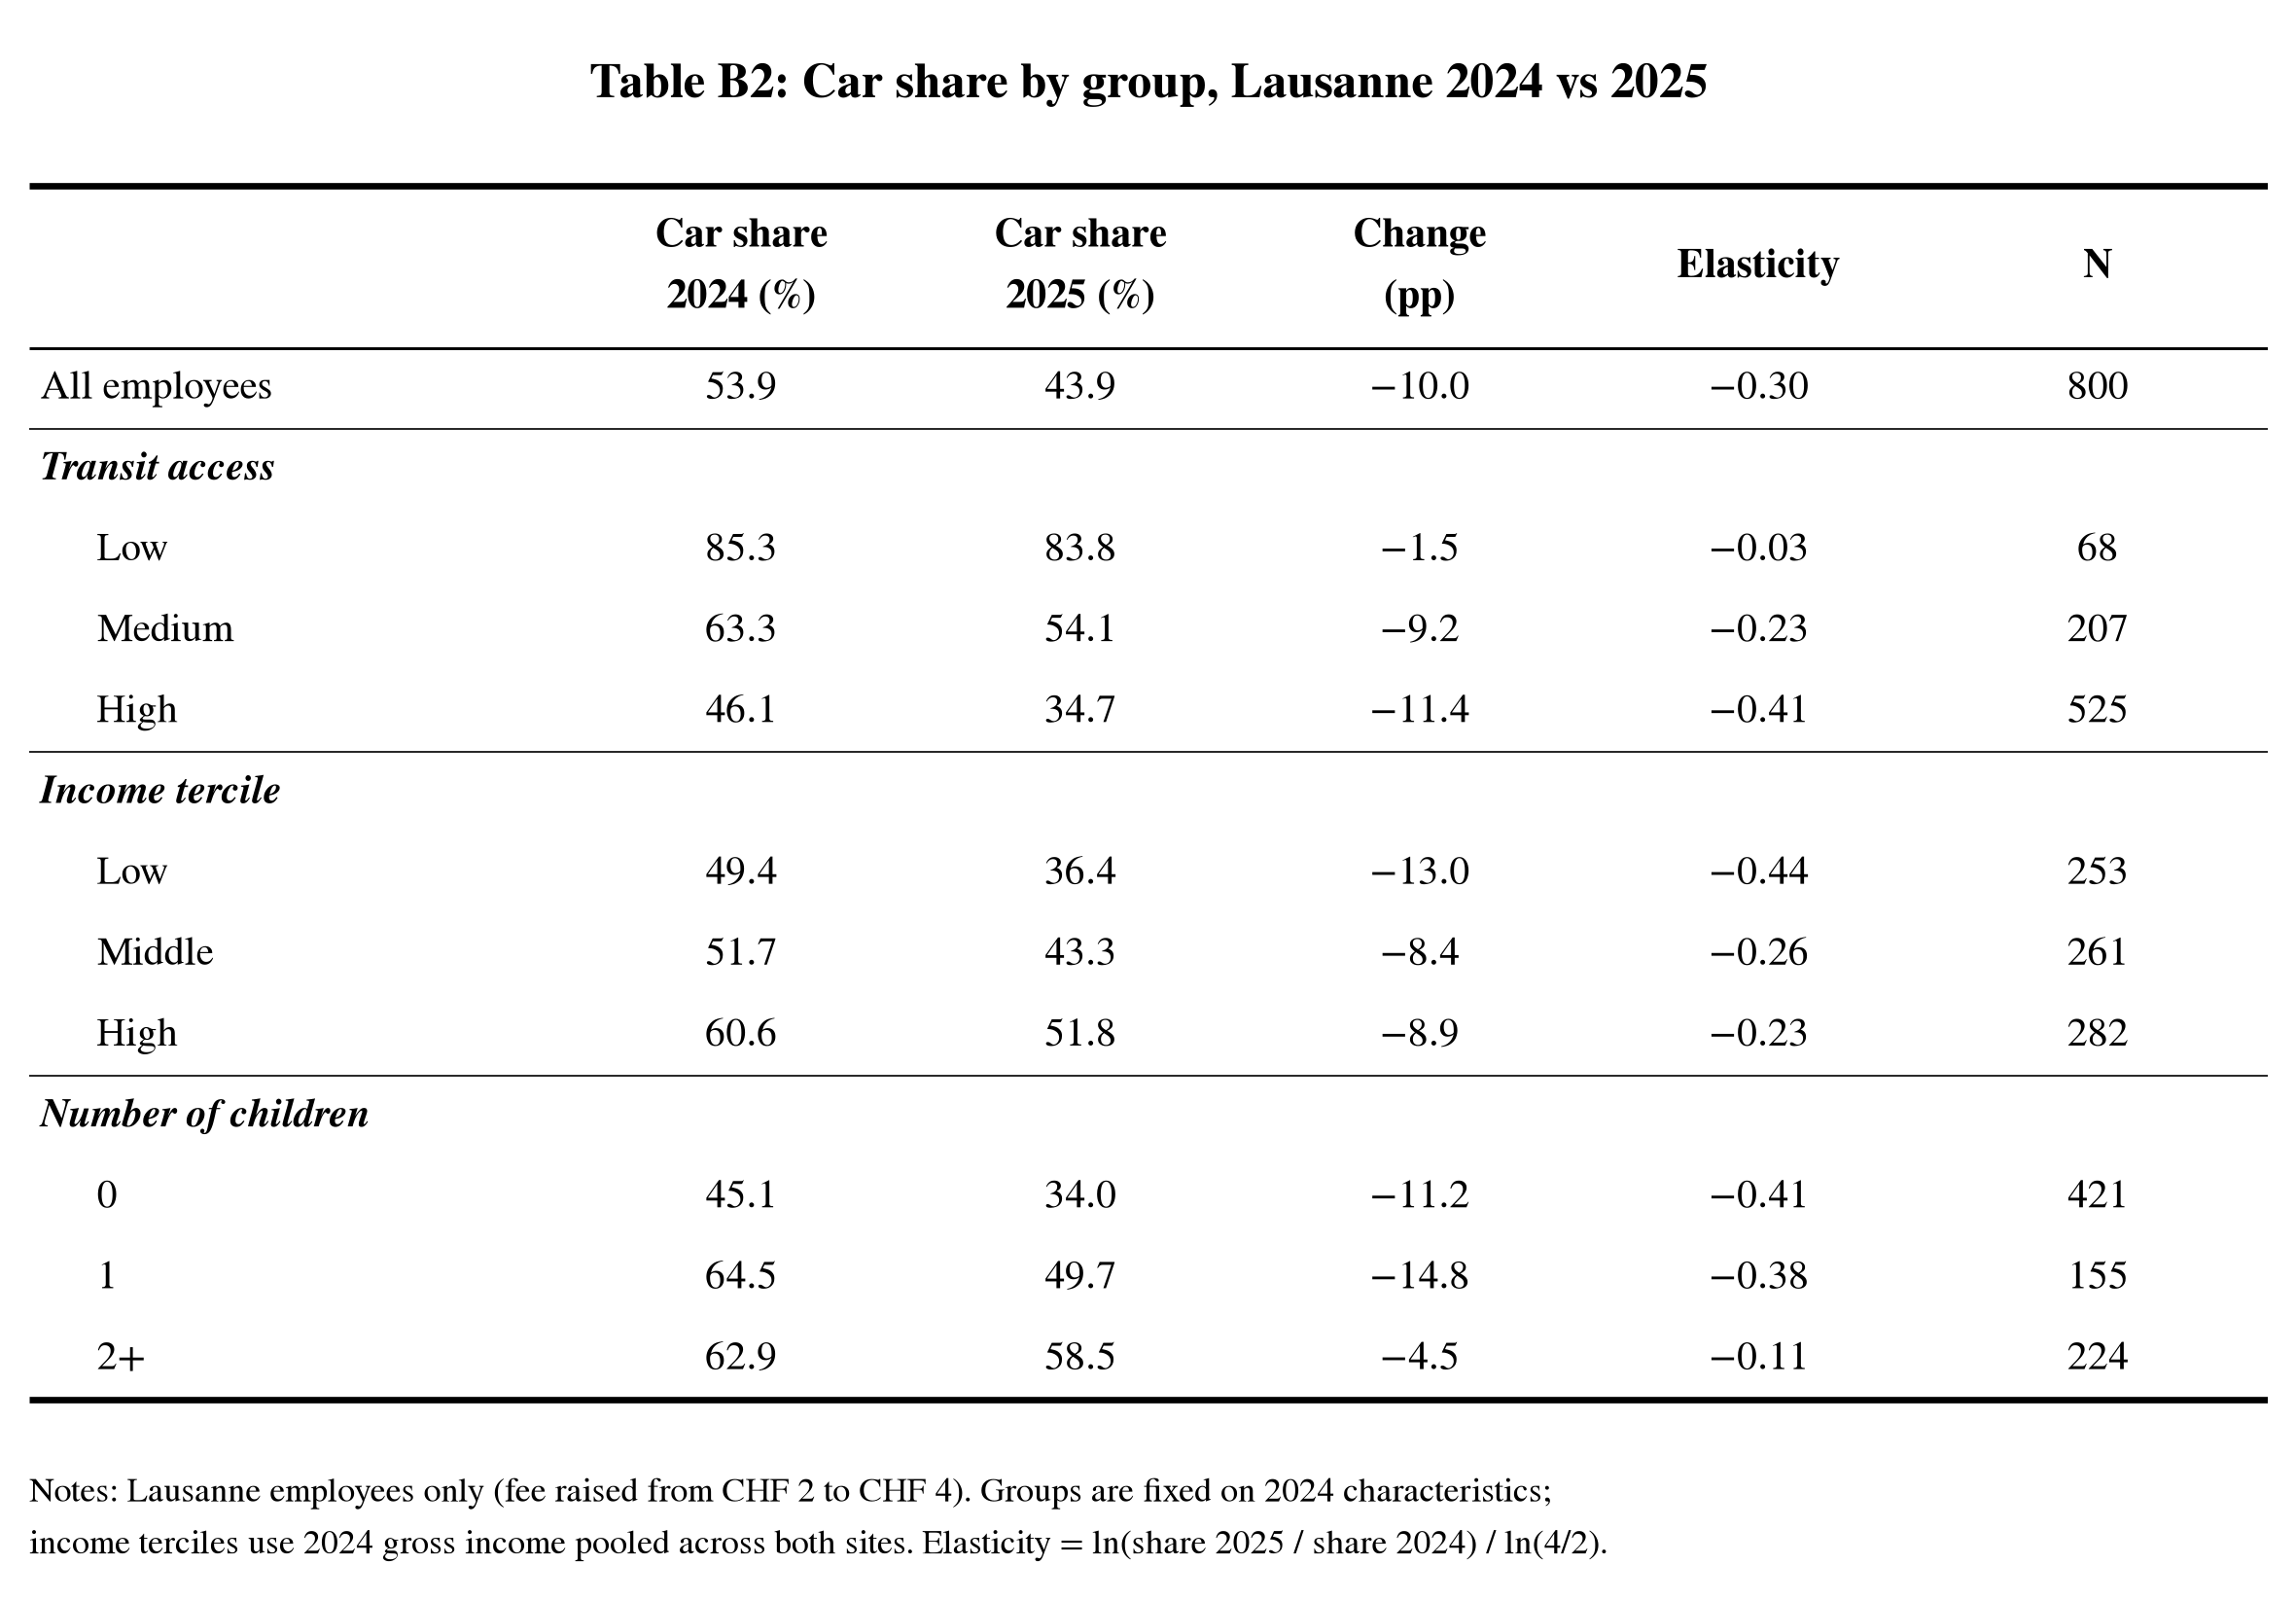 Table B2: Car share by group, Lausanne 2024 vs 2025
Car share 2024 (%) Car share 2025 (%) Change (pp) Elasticity N
All employees 53.9 43.9 −10.0 −0.30 800
Transit access
Low 85.3 83.8 −1.5 −0.03 68
Medium 63.3 54.1 −9.2 −0.23 207
High 46.1 34.7 −11.4 −0.41 525
Income tercile
Low 49.4 36.4 −13.0 −0.44 253
Middle 51.7 43.3 −8.4 −0.26 261
High 60.6 51.8 −8.9 −0.23 282
Number of children
0 45.1 34.0 −11.2 −0.41 421
1 64.5 49.7 −14.8 −0.38 155
2+ 62.9 58.5 −4.5 −0.11 224
Notes: Lausanne employees only (fee raised from CHF 2 to CHF 4). Groups are fixed on 2024 characteristics;
income terciles use 2024 gross income pooled across both sites. Elasticity = ln(share 2025 / share 2024) / ln(4/2).